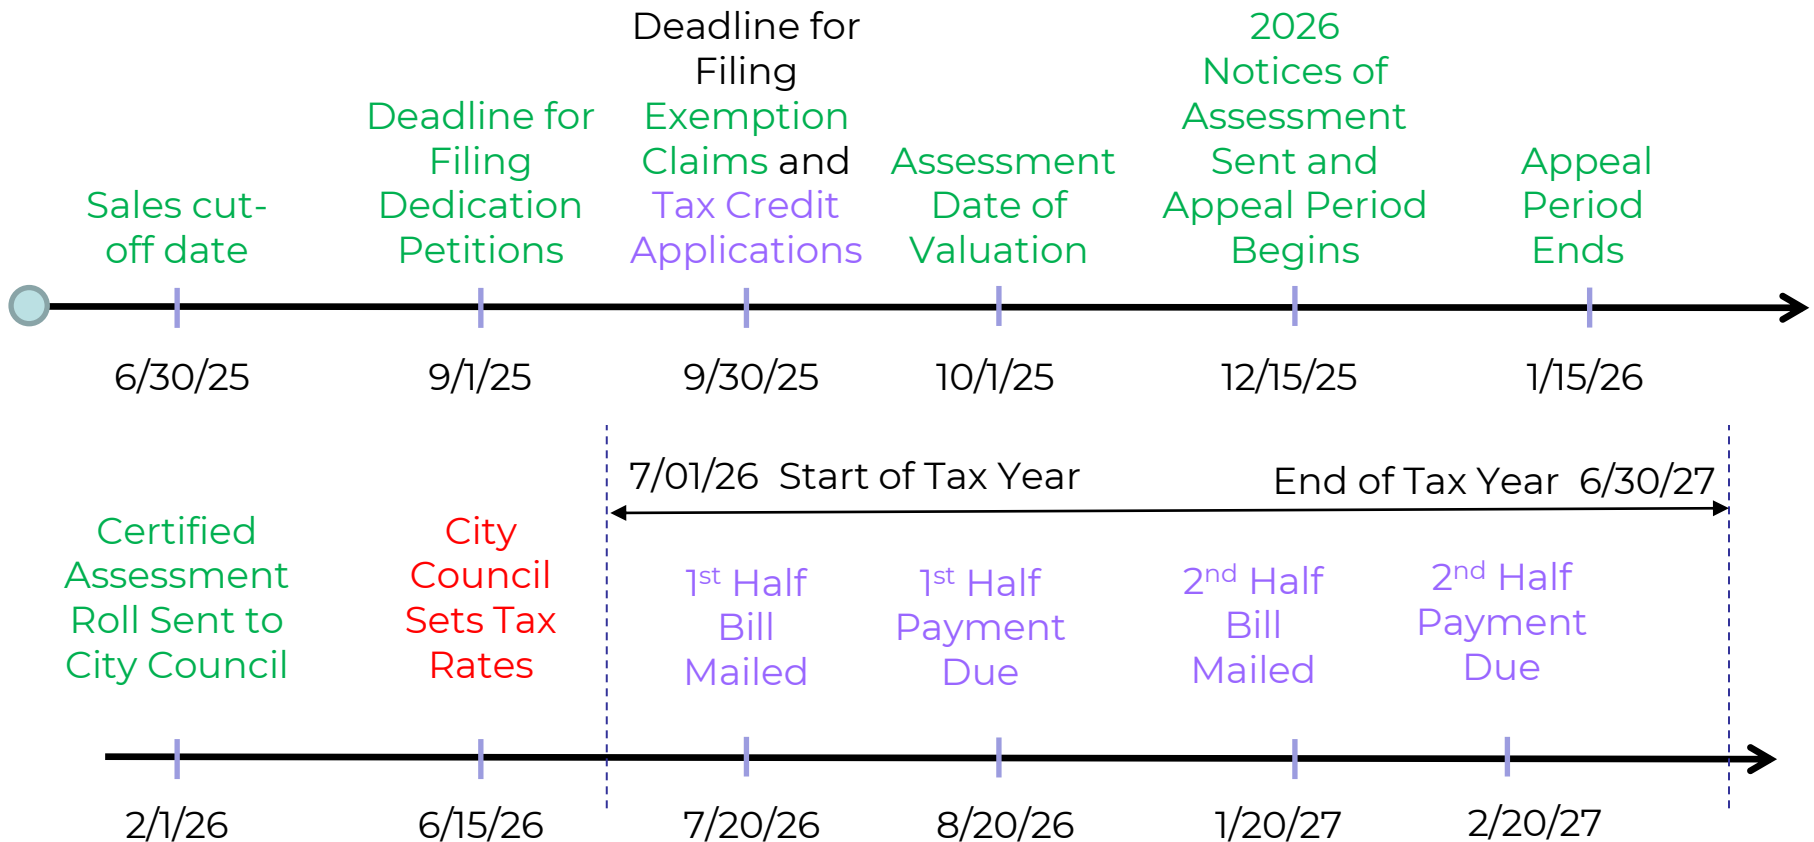 Sales cut-
off date
Deadline for
Filing
Dedication
Petitions
Deadline for
Filing
Exemption
Claims and
Tax Credit
Applications
Assessment
Date of
Valuation
2026
Notices of
Assessment
Sent and
Appeal Period
Begins
Appeal
Period
Ends
6/30/25
9/1/25
9/30/25
10/1/25
12/15/25
1/15/26
7/01/26 Start of Tax Year
End of Tax Year 6/30/27
Certified
Assessment
Roll Sent to
City Council
City
Council
Sets Tax
Rates
1st Half
Bill
Mailed
1st Half
Payment
Due
2nd Half
Bill
Mailed
2nd Half
Payment
Due
2/1/26
6/15/26
7/20/26
8/20/26
1/20/27
2/20/27